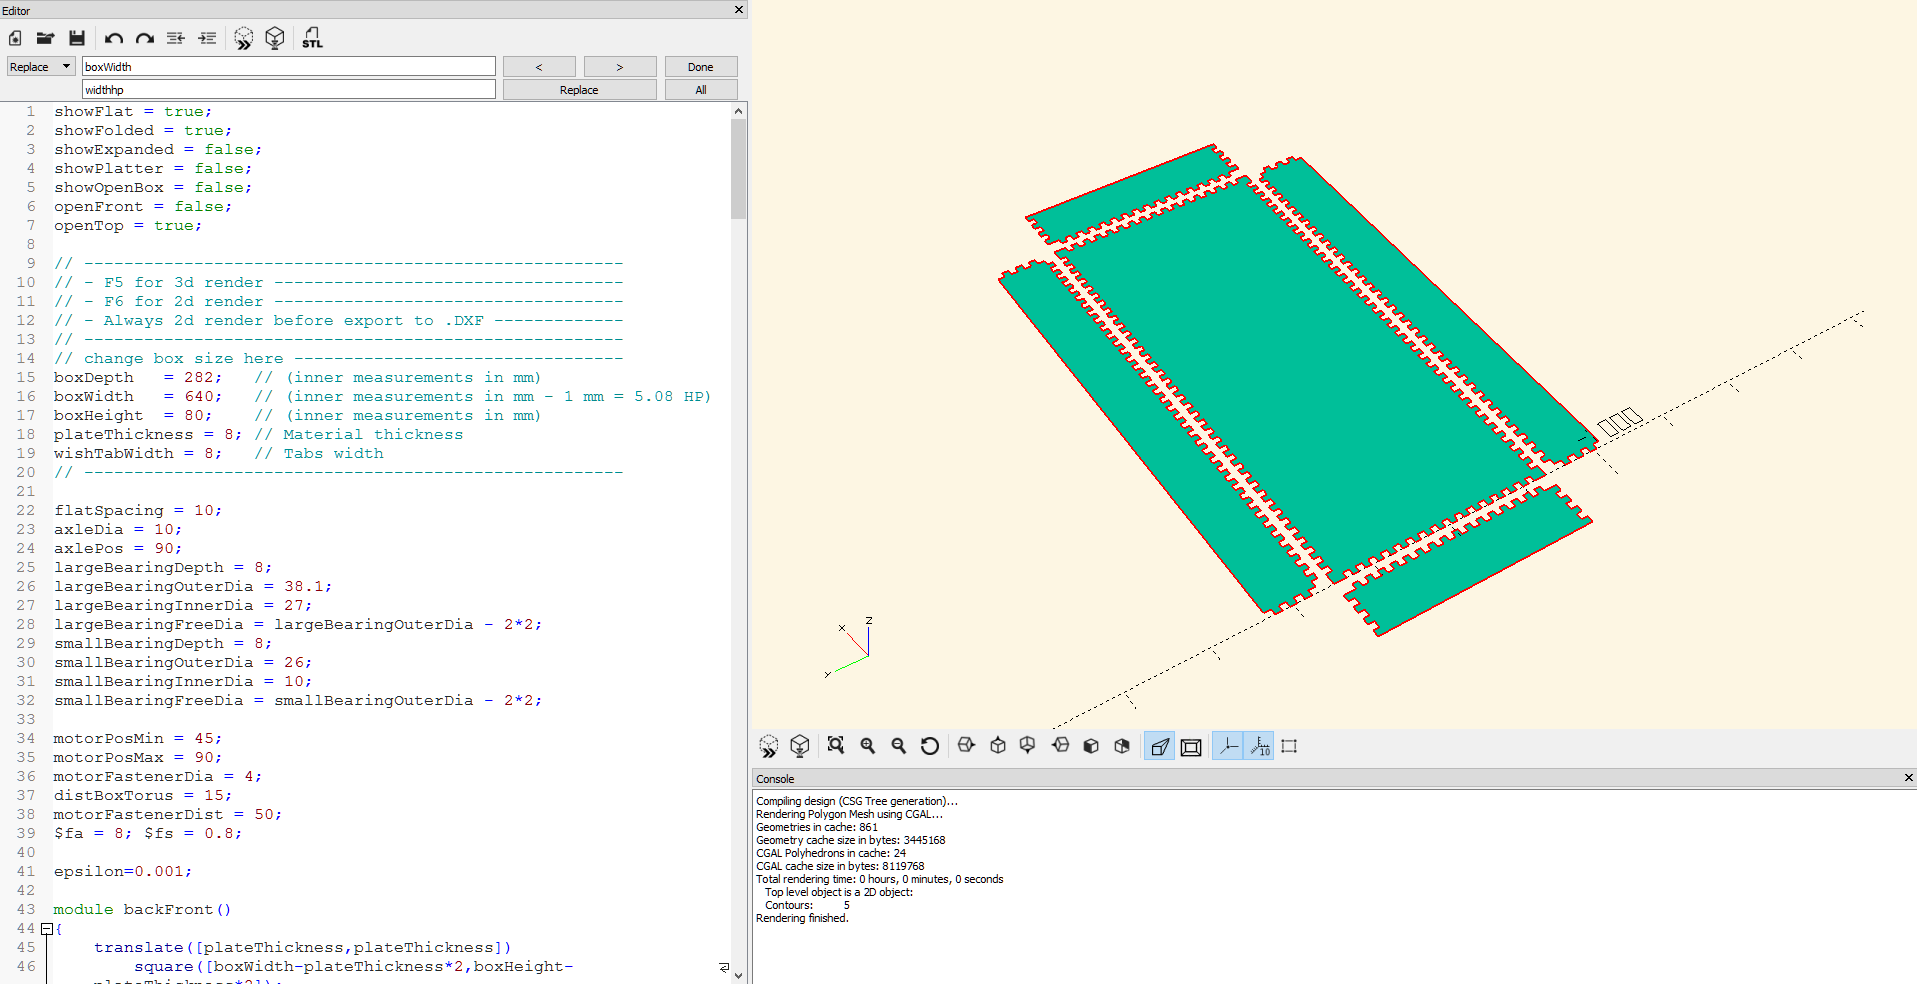 Editor
STL
Replace boxWidth < > Done
widthhp Replace All
1 showFlat = true;
2 showFolded = true;
3 showExpanded = false;
4 showPlatter = false;
5 showOpenBox = false;
6 openFront = false;
7 openTop = true;
8
9 // ------------------------------------------------------
10 // - F5 for 3d render -----------------------------------
11 // - F6 for 2d render -----------------------------------
12 // - Always 2d render before export to .DXF -------------
13 // ------------------------------------------------------
14 // change box size here ---------------------------------
15 boxDepth   = 282;   // (inner measurements in mm)
16 boxWidth   = 640;   // (inner measurements in mm - 1 mm = 5.08 HP)
17 boxHeight  = 80;    // (inner measurements in mm)
18 plateThickness = 8; // Material thickness
19 wishTabWidth = 8;   // Tabs width
20 // ------------------------------------------------------
21
22 flatSpacing = 10;
23 axleDia = 10;
24 axlePos = 90;
25 largeBearingDepth = 8;
26 largeBearingOuterDia = 38.1;
27 largeBearingInnerDia = 27;
28 largeBearingFreeDia = largeBearingOuterDia - 2*2;
29 smallBearingDepth = 8;
30 smallBearingOuterDia = 26;
31 smallBearingInnerDia = 10;
32 smallBearingFreeDia = smallBearingOuterDia - 2*2;
33
34 motorPosMin = 45;
35 motorPosMax = 90;
36 motorFastenerDia = 4;
37 distBoxTorus = 15;
38 motorFastenerDist = 50;
39 $fa = 8; $fs = 0.8;
40
41 epsilon=0.001;
42
43 module backFront()
44 {
45     translate([plateThickness,plateThickness])
46         square([boxWidth-plateThickness*2,boxHeight-
plateThickness*2]);
x
z
y
10
Console
Compiling design (CSG Tree generation)...
Rendering Polygon Mesh using CGAL...
Geometries in cache: 861
Geometry cache size in bytes: 3445168
CGAL Polyhedrons in cache: 24
CGAL cache size in bytes: 8119768
Total rendering time: 0 hours, 0 minutes, 0 seconds
Top level object is a 2D object:
Contours: 5
Rendering finished.